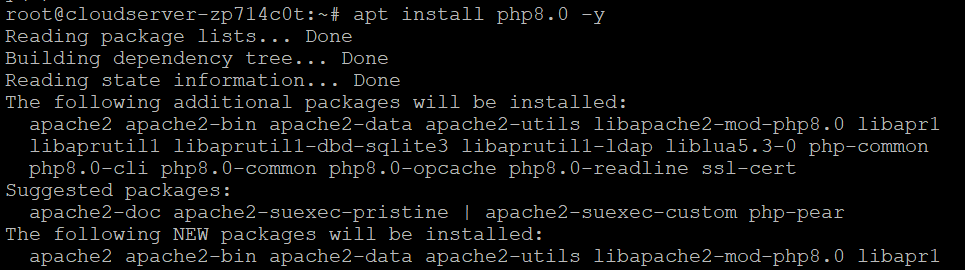 root@cloudserver-zp714c0t:~# apt install php8.0 -y
Reading package lists... Done
Building dependency tree... Done
Reading state information... Done
The following additional packages will be installed:
  apache2 apache2-bin apache2-data apache2-utils libapache2-mod-php8.0 libapr1
  libaprutil1 libaprutil1-dbd-sqlite3 libaprutil1-ldap liblua5.3-0 php-common
  php8.0-cli php8.0-common php8.0-opcache php8.0-readline ssl-cert
Suggested packages:
  apache2-doc apache2-suexec-pristine | apache2-suexec-custom php-pear
The following NEW packages will be installed:
  apache2 apache2-bin apache2-data apache2-utils libapache2-mod-php8.0 libapr1